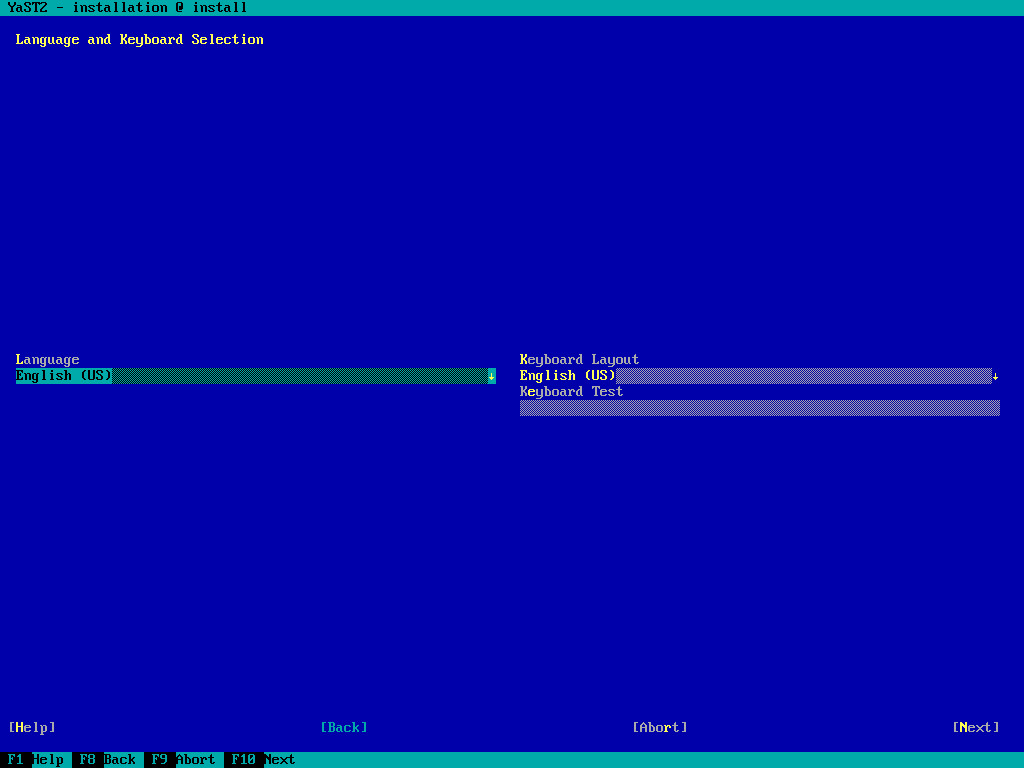 YaST2 - installation @ install
Language and Keyboard Selection
Language
English (US) ↓
Keyboard Layout
English (US) ↓
Keyboard Test
[Help] [Back] [Abort] [Next]
F1 Help F8 Back F9 Abort F10 Next